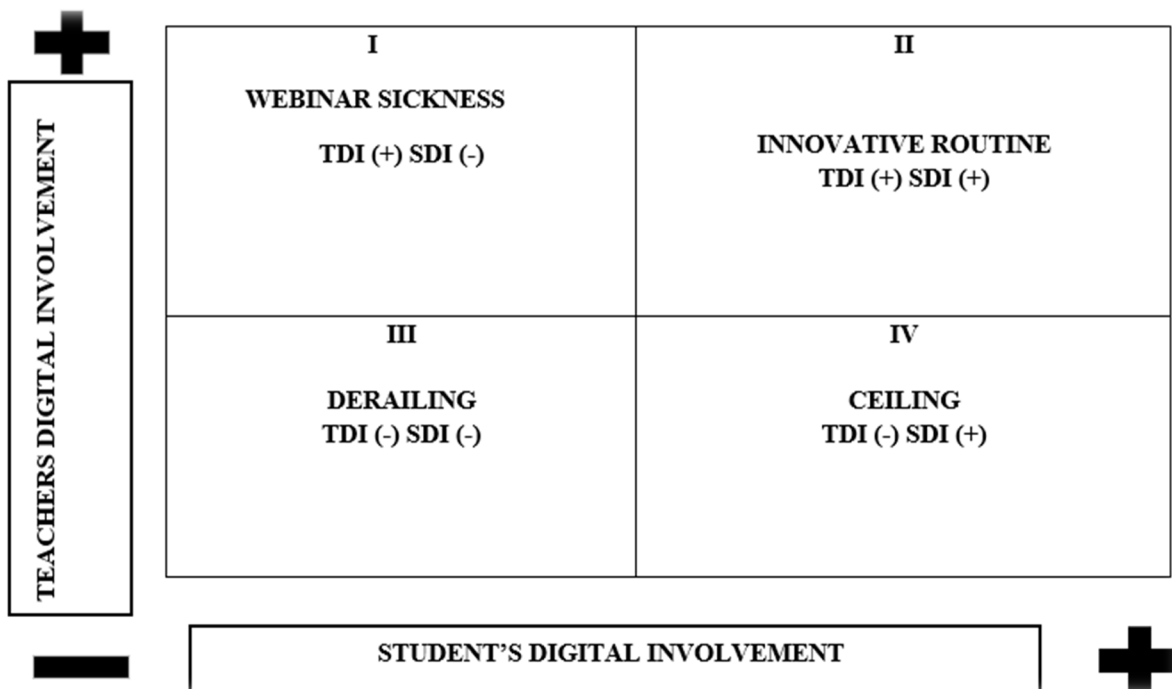 TEACHERS DIGITAL INVOLVEMENT
I
WEBINAR SICKNESS
TDI (+) SDI (-)
II
INNOVATIVE ROUTINE
TDI (+) SDI (+)
III
DERAILING
TDI (-) SDI (-)
IV
CEILING
TDI (-) SDI (+)
STUDENT’S DIGITAL INVOLVEMENT